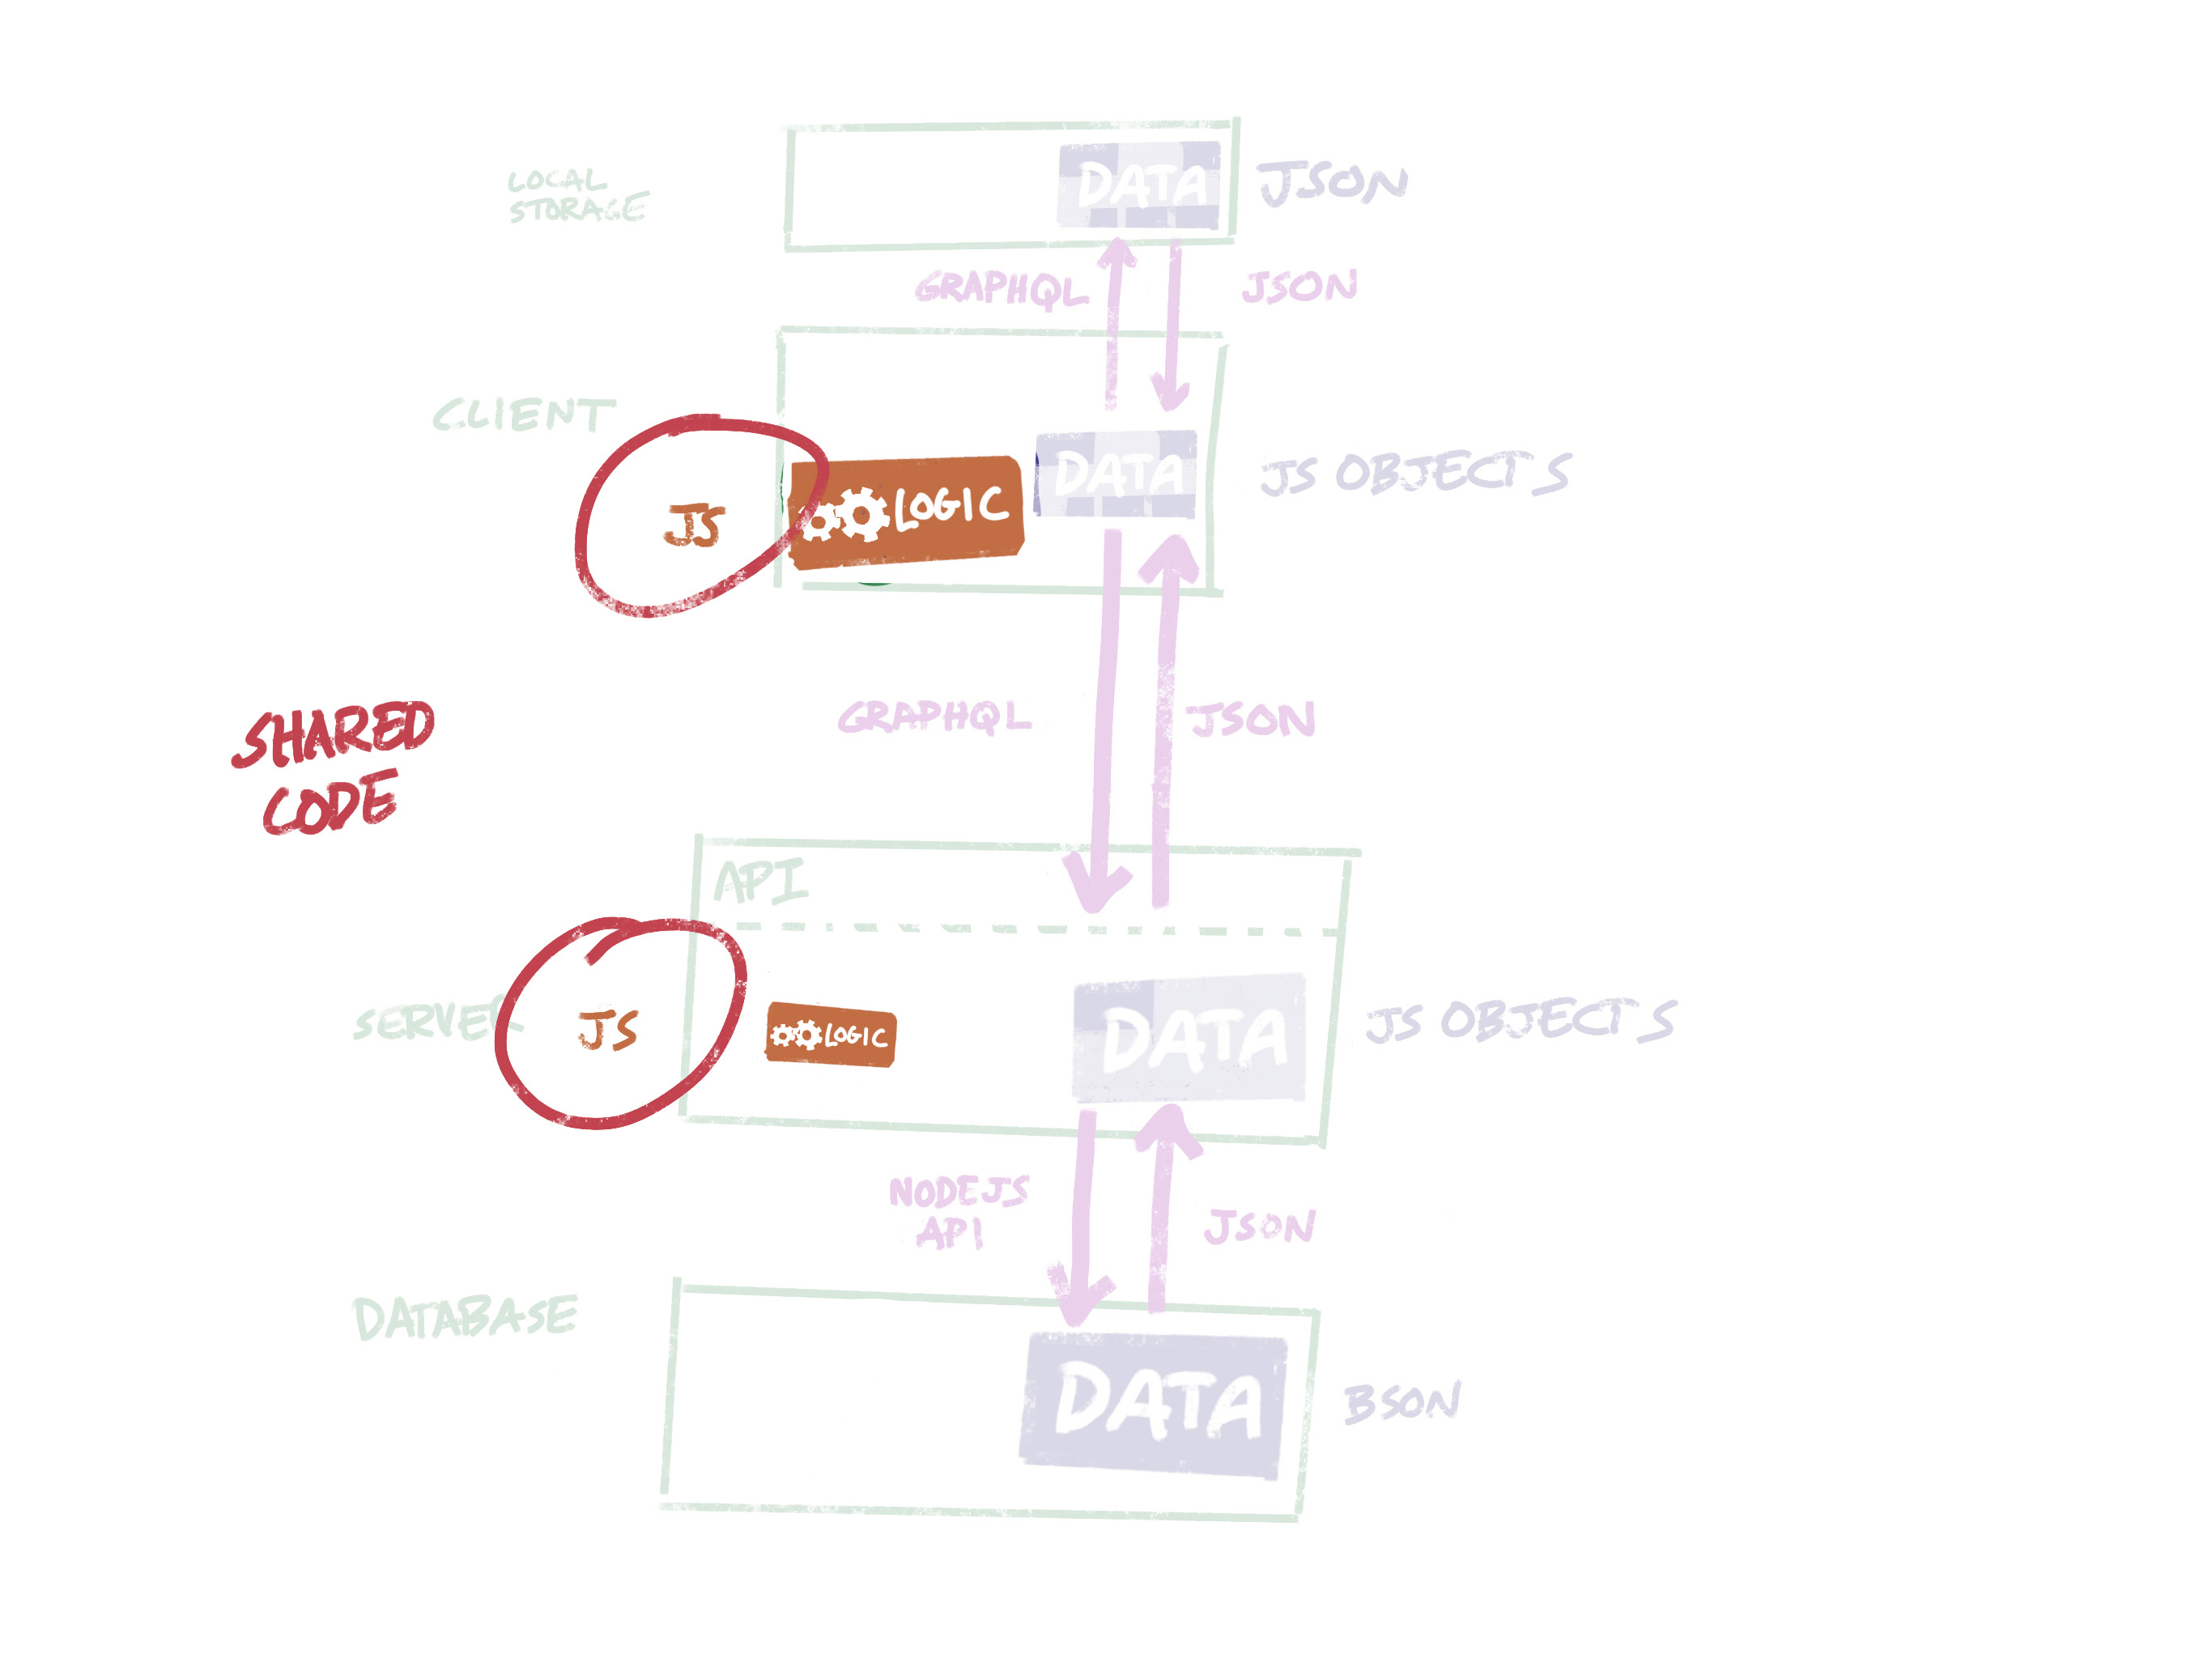 LOCAL
STORAGE
DATA
JSON
GRAPHQL
JSON
CLIENT
JS
LOGIC
DATA
JS OBJECTS
SHARED
CODE
GRAPHQL
JSON
API
SERVER
JS
LOGIC
DATA
JS OBJECTS
NODEJS
API
JSON
DATABASE
DATA
BSON